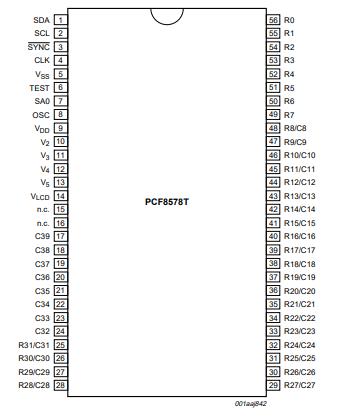 SDA 1 56 R0
SCL 2 55 R1
SYNC 3 54 R2
CLK 4 53 R3
VSS 5 52 R4
TEST 6 51 R5
SA0 7 50 R6
OSC 8 49 R7
VDD 9 48 R8/C8
V2 10 47 R9/C9
V3 11 46 R10/C10
V4 12 45 R11/C11
V5 13 44 R12/C12
VLCD 14 43 R13/C13
n.c. 15 42 R14/C14
n.c. 16 41 R15/C15
C39 17 40 R16/C16
C38 18 39 R17/C17
C37 19 38 R18/C18
C36 20 37 R19/C19
C35 21 36 R20/C20
C34 22 35 R21/C21
C33 23 34 R22/C22
C32 24 33 R23/C23
R31/C31 25 32 R24/C24
R30/C30 26 31 R25/C25
R29/C29 27 30 R26/C26
R28/C28 28 29 R27/C27
PCF8578T
001aaj842